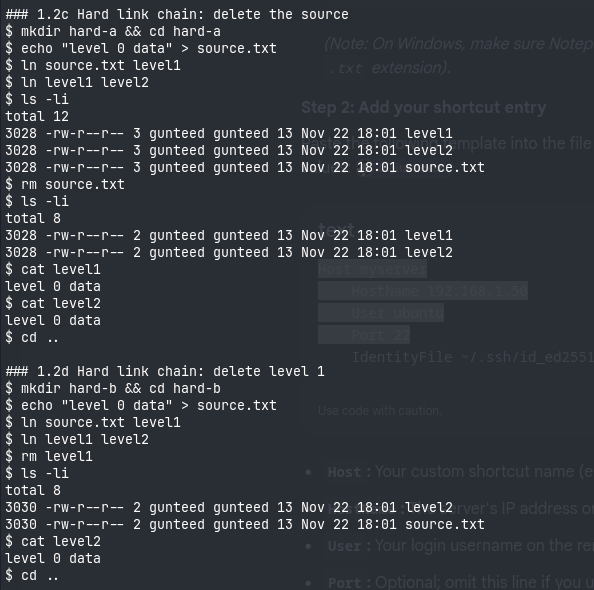 ### 1.2c Hard link chain: delete the source
$ mkdir hard-a && cd hard-a
$ echo "level 0 data" > source.txt
$ ln source.txt level1
$ ln level1 level2
$ ls -li
total 12
3028 -rw-r--r-- 3 gunteed gunteed 13 Nov 22 18:01 level1
3028 -rw-r--r-- 3 gunteed gunteed 13 Nov 22 18:01 level2
3028 -rw-r--r-- 3 gunteed gunteed 13 Nov 22 18:01 source.txt
$ rm source.txt
$ ls -li
total 8
3028 -rw-r--r-- 2 gunteed gunteed 13 Nov 22 18:01 level1
3028 -rw-r--r-- 2 gunteed gunteed 13 Nov 22 18:01 level2
$ cat level1
level 0 data
$ cat level2
level 0 data
$ cd ..
### 1.2d Hard link chain: delete level 1
$ mkdir hard-b && cd hard-b
$ echo "level 0 data" > source.txt
$ ln source.txt level1
$ ln level1 level2
$ rm level1
$ ls -li
total 8
3030 -rw-r--r-- 2 gunteed gunteed 13 Nov 22 18:01 level2
3030 -rw-r--r-- 2 gunteed gunteed 13 Nov 22 18:01 source.txt
$ cat level2
level 0 data
$ cd ..
(Note: On Windows, make sure
.txt extension).
Step 2: Add your shortcut entry
template into the file
text
Host myserver
HostName 192.168.1.50
User ubuntu
Port 22
IdentityFile ~/.ssh/
Use code with caution.
• Host : Your custom shortcut name
server's IP address
• User : Your login username on the
• Port : Optional; omit this line if you